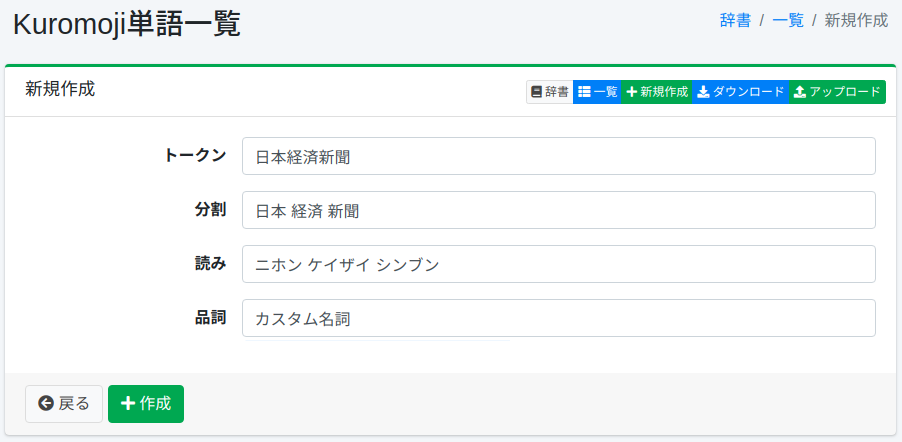 Kuromoji単語一覧
辞書 / 一覧 / 新規作成
新規作成
辞書 一覧 新規作成 ダウンロード アップロード
トークン 日本経済新聞
分割 日本 経済 新聞
読み ニホン ケイザイ シンブン
品詞 カスタム名詞
戻る 作成